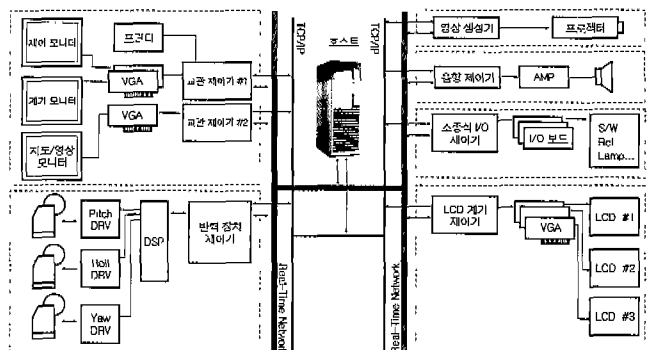 제어 모니터
프린터
VGA
교관 제어기 #1
계기 모니터
VGA
교관 제어기 #2
지도/영상
모니터
Pitch
DRV
DSP
반력 장치
제어기
Roll
DRV
Yaw
DRV
TCP/IP
호스트
TCP/IP
Real-Time Network
Real-Time Network
영상 생성기
프로젝터
음향 제어기
AMP
소중식 I/O
제어기
I/O 보드
S/W
Lamp...
LCD 계기
제어기
VGA
LCD #1
LCD #2
LCD #3